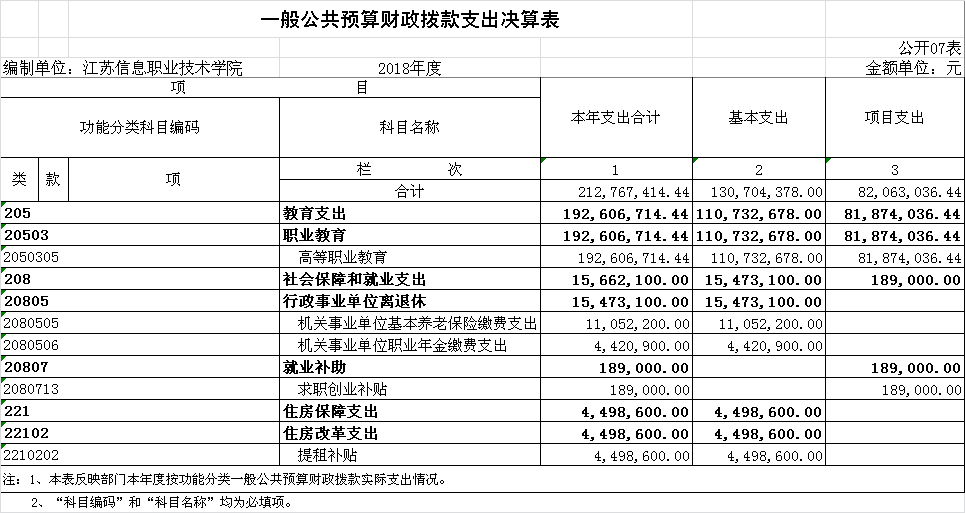 一般公共预算财政拨款支出决算表
公开07表
编制单位：江苏信息职业技术学院 2018年度 金额单位：元
项 目 本年支出合计 基本支出 项目支出
功能分类科目编码 科目名称
类 款 项 栏 次 1 2 3
合计 212,767,414.44 130,704,378.00 82,063,036.44
205 教育支出 192,606,714.44 110,732,678.00 81,874,036.44
20503 职业教育 192,606,714.44 110,732,678.00 81,874,036.44
2050305 高等职业教育 192,606,714.44 110,732,678.00 81,874,036.44
208 社会保障和就业支出 15,662,100.00 15,473,100.00 189,000.00
20805 行政事业单位离退休 15,473,100.00 15,473,100.00
2080505 机关事业单位基本养老保险缴费支出 11,052,200.00 11,052,200.00
2080506 机关事业单位职业年金缴费支出 4,420,900.00 4,420,900.00
20807 就业补助 189,000.00 189,000.00
2080713 求职创业补贴 189,000.00 189,000.00
221 住房保障支出 4,498,600.00 4,498,600.00
22102 住房改革支出 4,498,600.00 4,498,600.00
2210202 提租补贴 4,498,600.00 4,498,600.00
注：1、本表反映部门本年度按功能分类一般公共预算财政拨款实际支出情况。
2、“科目编码”和“科目名称”均为必填项。